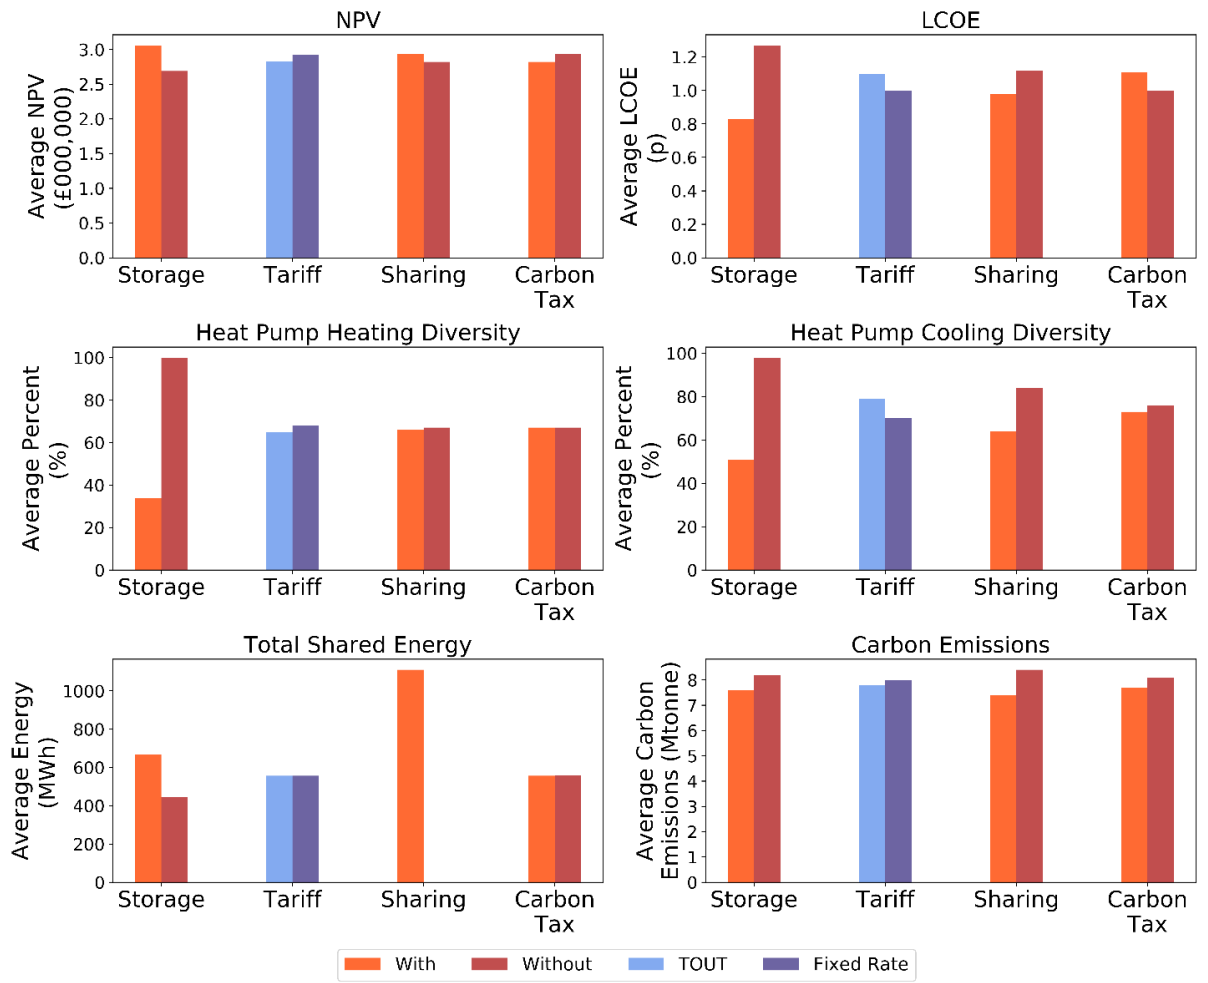 NPV
Average NPV
(£000,000)
3.0
2.5
2.0
1.5
1.0
0.5
0.0
Storage
Tariff
Sharing
Carbon
Tax
LCOE
Average LCOE
(p)
1.2
1.0
0.8
0.6
0.4
0.2
0.0
Storage
Tariff
Sharing
Carbon
Tax
Heat Pump Heating Diversity
Average Percent
(%)
100
80
60
40
20
0
Storage
Tariff
Sharing
Carbon
Tax
Heat Pump Cooling Diversity
Average Percent
(%)
100
80
60
40
20
0
Storage
Tariff
Sharing
Carbon
Tax
Total Shared Energy
Average Energy
(MWh)
1000
800
600
400
200
0
Storage
Tariff
Sharing
Carbon
Tax
Carbon Emissions
Average Carbon
Emissions (Mtonne)
8
7
6
5
4
3
2
1
0
Storage
Tariff
Sharing
Carbon
Tax
With
Without
TOUT
Fixed Rate